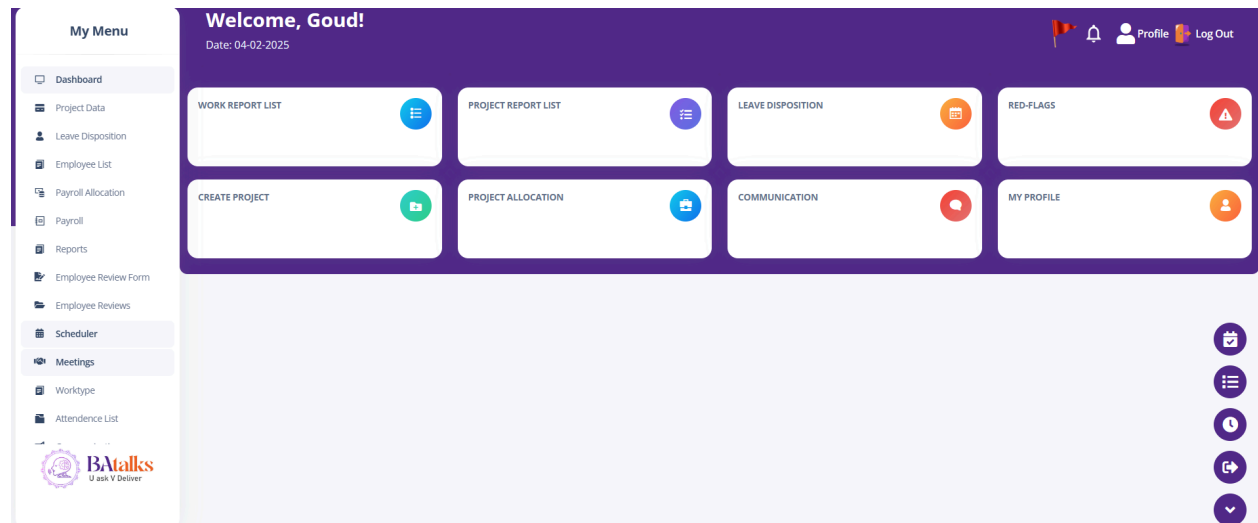 My Menu
Dashboard
Project Data
Leave Disposition
Employee List
Payroll Allocation
Payroll
Reports
Employee Review Form
Employee Reviews
Scheduler
Meetings
Worktype
Attendence List
BAtalks
U ask V Deliver
Welcome, Goud!
Date: 04-02-2025
Profile
Log Out
WORK REPORT LIST
PROJECT REPORT LIST
LEAVE DISPOSITION
RED-FLAGS
CREATE PROJECT
PROJECT ALLOCATION
COMMUNICATION
MY PROFILE